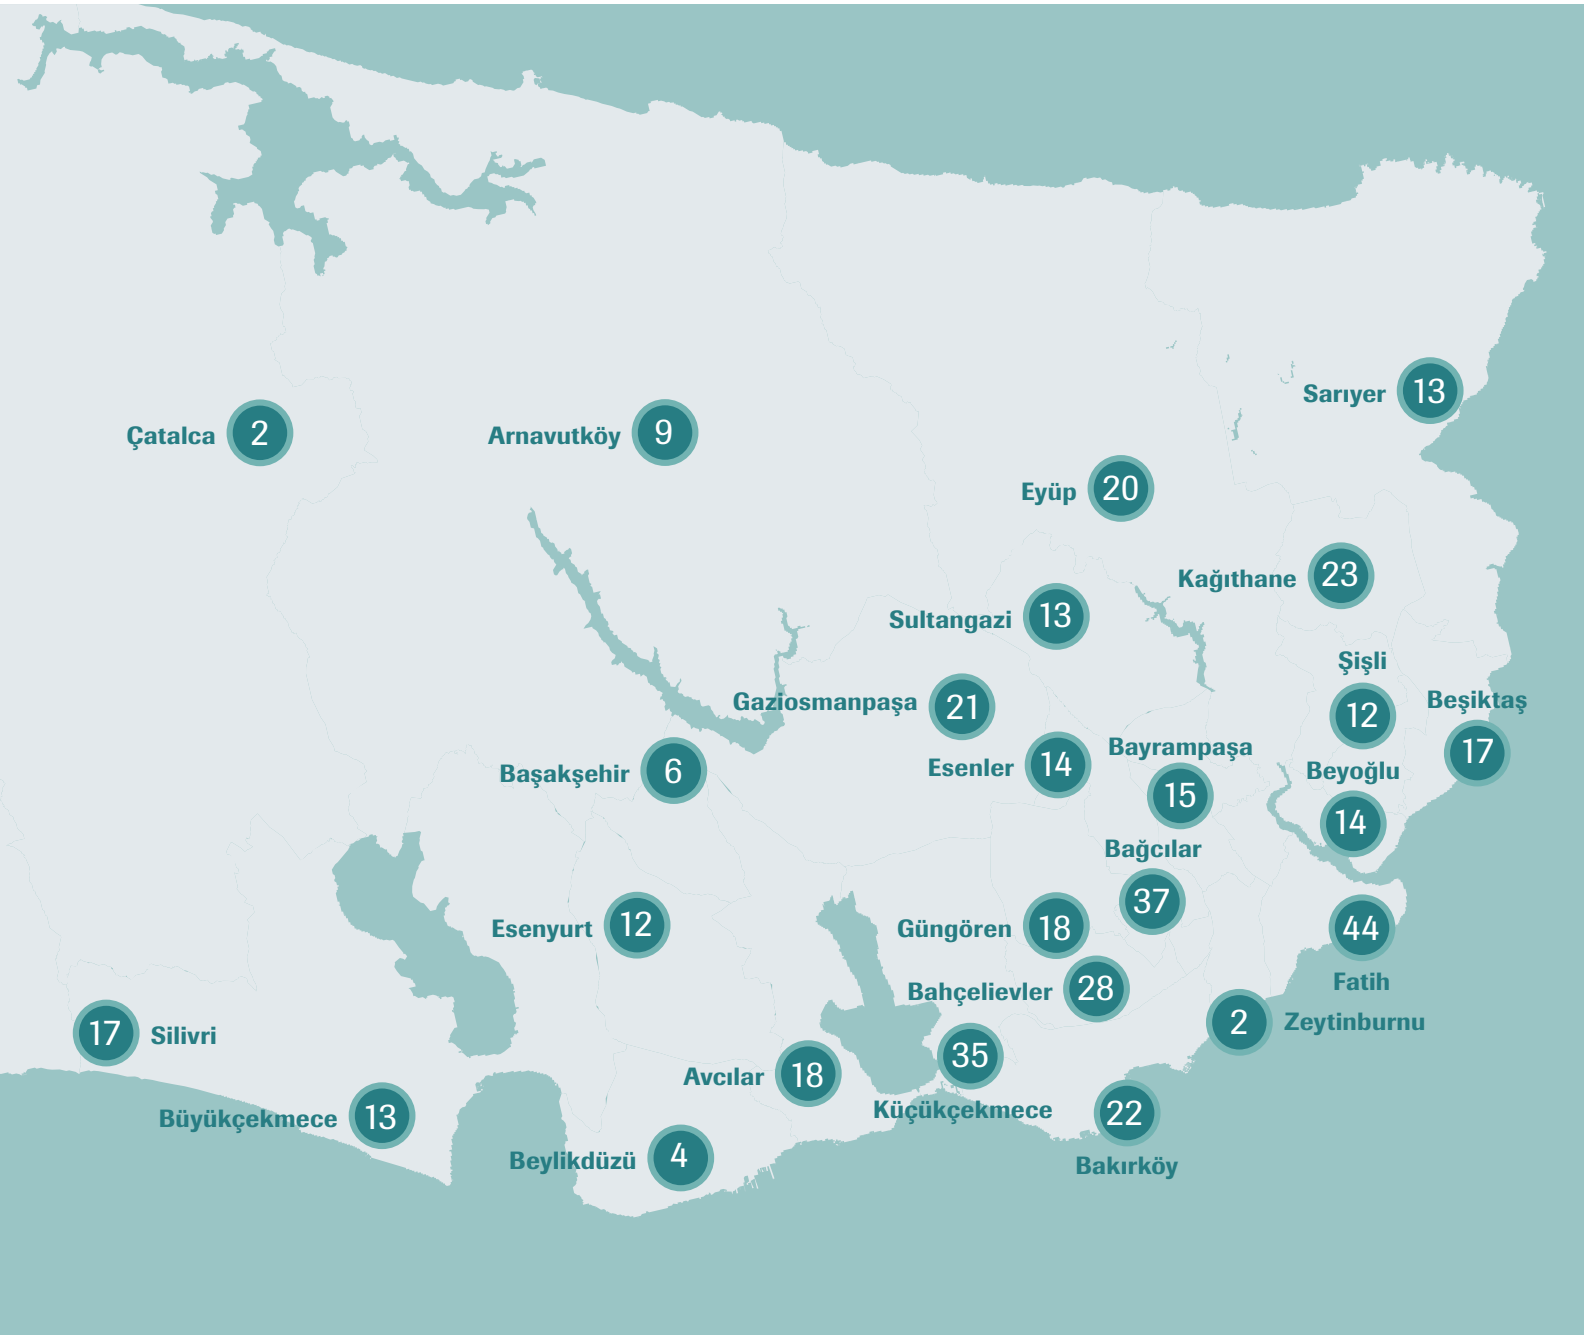 Sarıyer 13
Çatalca 2
Arnavutköy 9
Eyüp 20
Kağıthane 23
Sultangazi 13
Şişli
12
Gaziosmanpaşa 21
Beşiktaş
17
Bayrampaşa
15
Esenler 14
Başakşehir 6
Beyoğlu
14
Bağcılar
37
Esenyurt 12
Güngören 18
44
Fatih
Bahçelievler 28
2 Zeytinburnu
17 Silivri
35
Küçükçekmece
Avcılar 18
22
Bakırköy
Büyükçekmece 13
Beylikdüzü 4